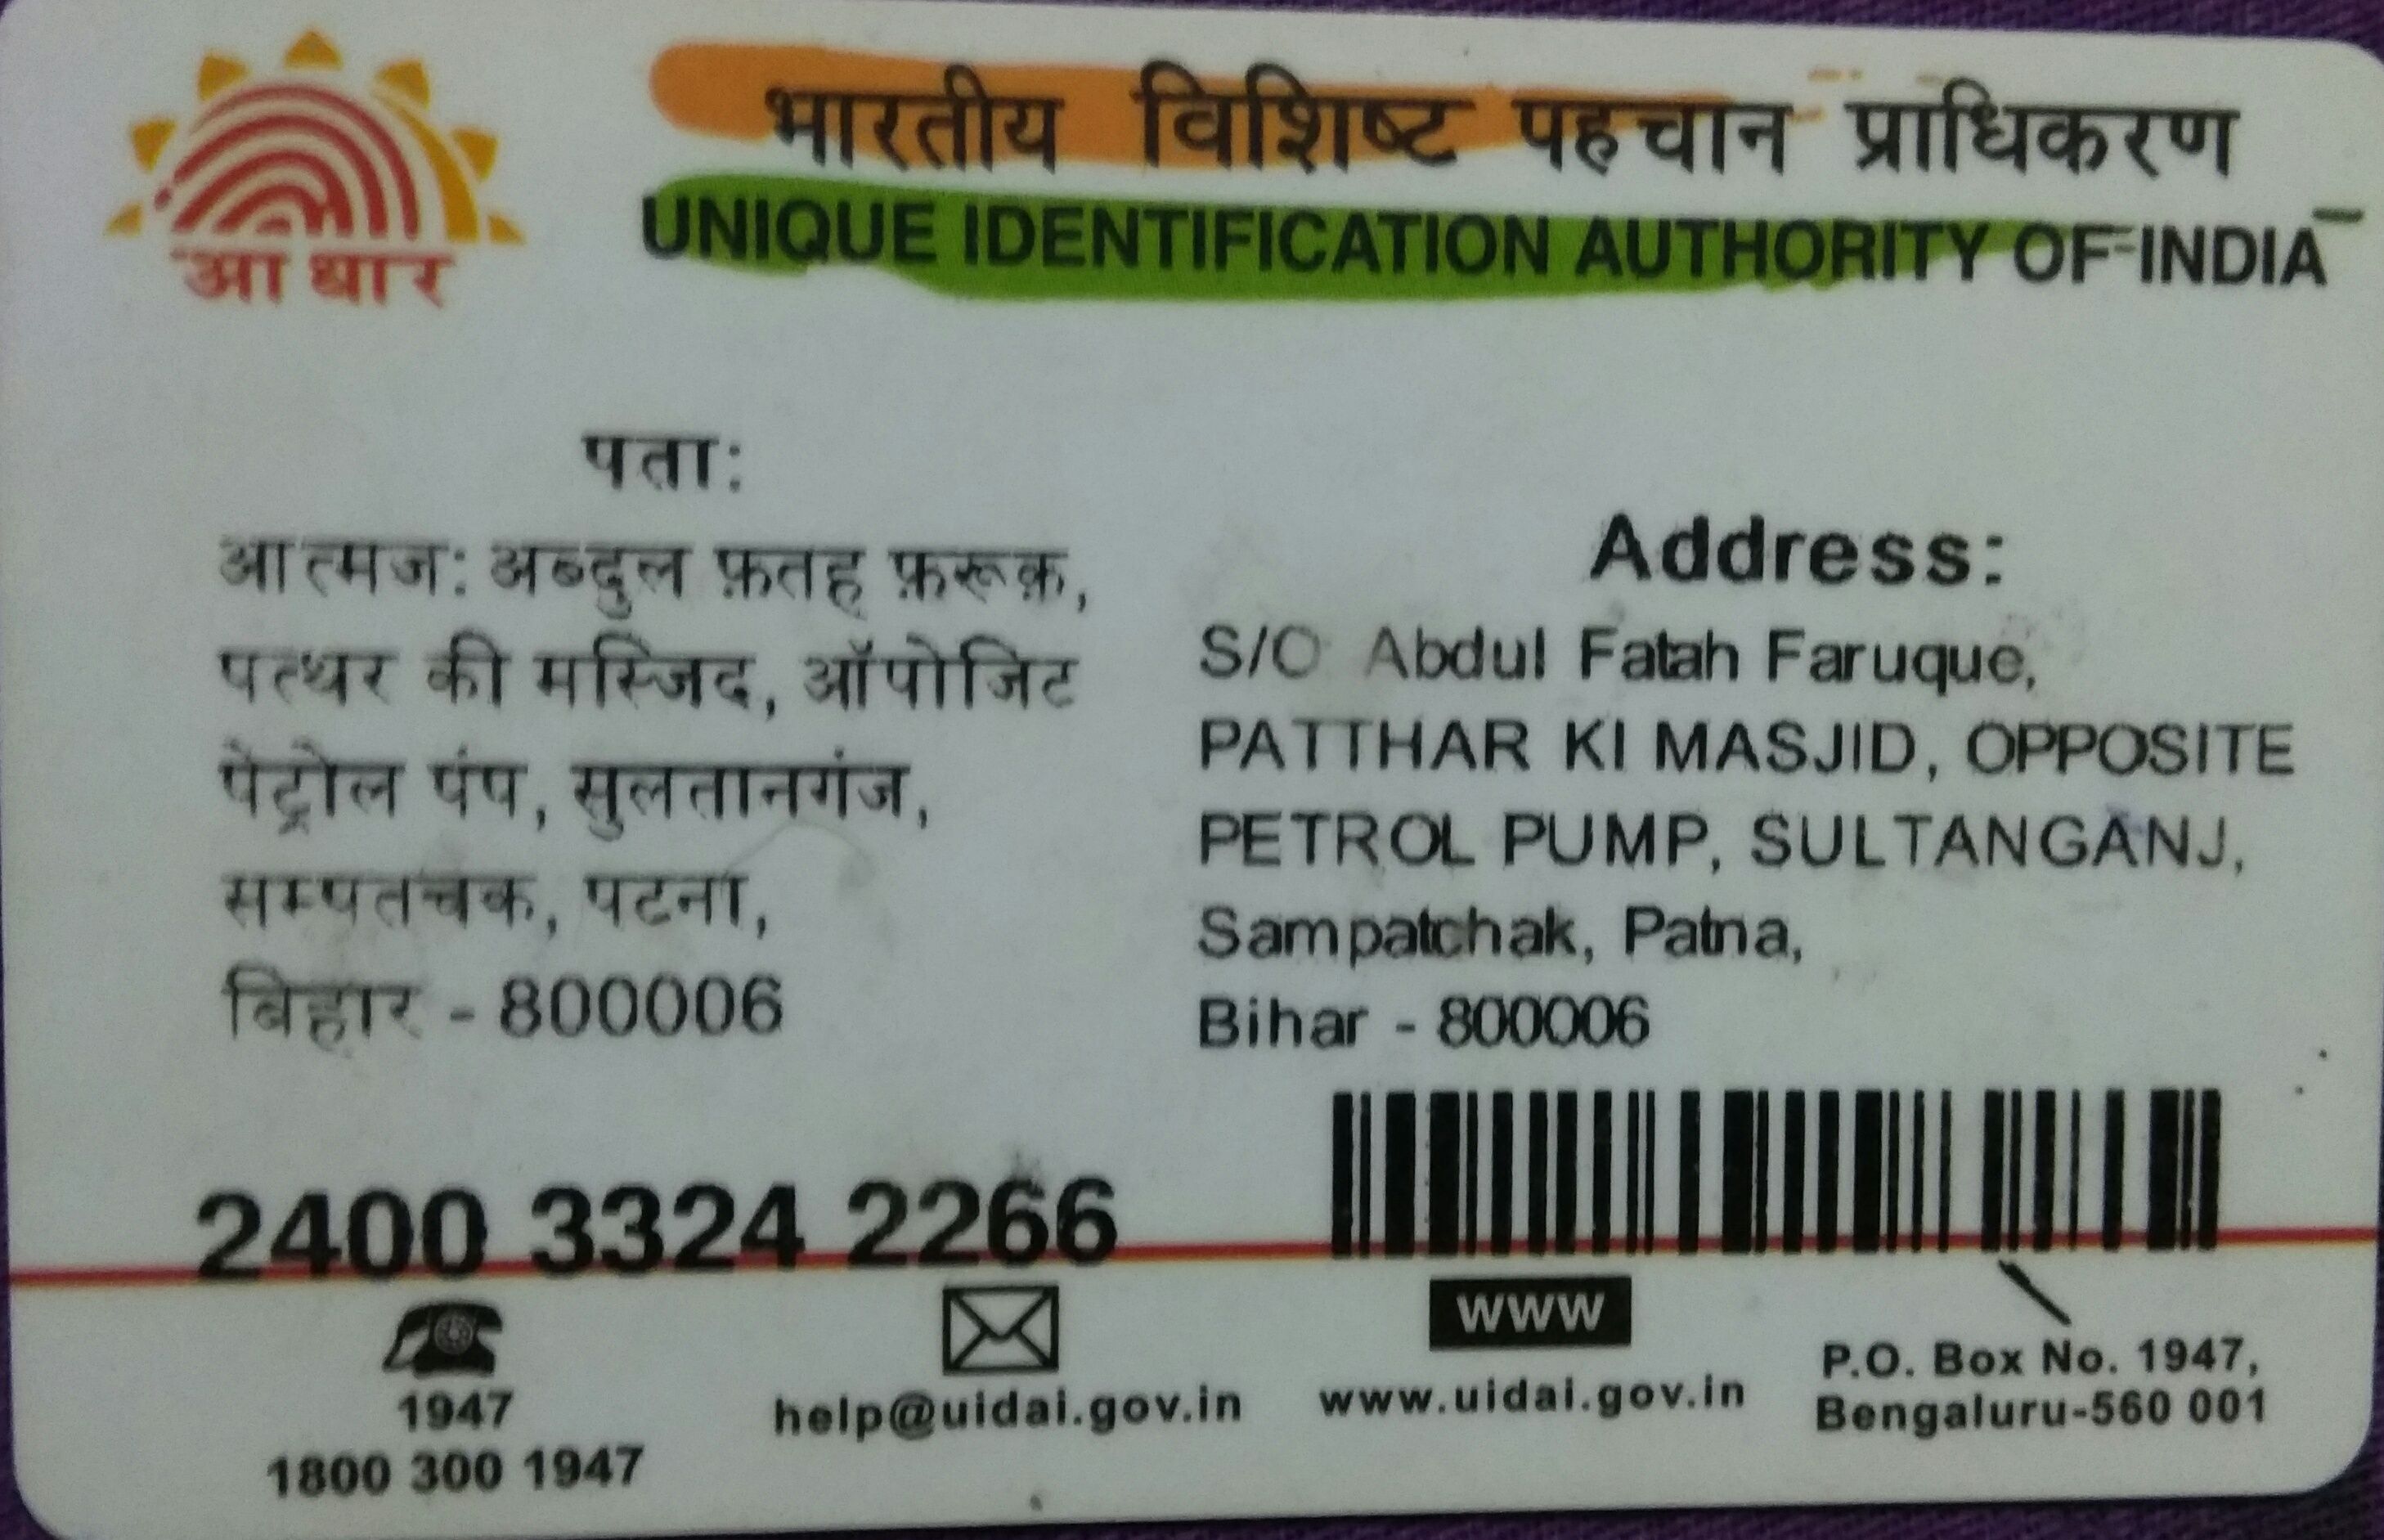 आधार
भारतीय विशिष्ट पहचान प्राधिकरण
UNIQUE IDENTIFICATION AUTHORITY OF INDIA
पता:
आत्मज: अब्दुल फ़तह फ़रूक़,
पत्थर की मस्जिद, ऑपोजिट
पेट्रोल पंप, सुलतानगंज,
सम्पतचक, पटना,
बिहार - 800006
Address:
S/O Abdul Fatah Faruque,
PATTHAR KI MASJID, OPPOSITE
PETROL PUMP, SULTANGANJ,
Sampatchak, Patna,
Bihar - 800006
2400 3324 2266
1947
1800 300 1947
help@uidai.gov.in
WWW
www.uidai.gov.in
P.O. Box No. 1947,
Bengaluru-560 001